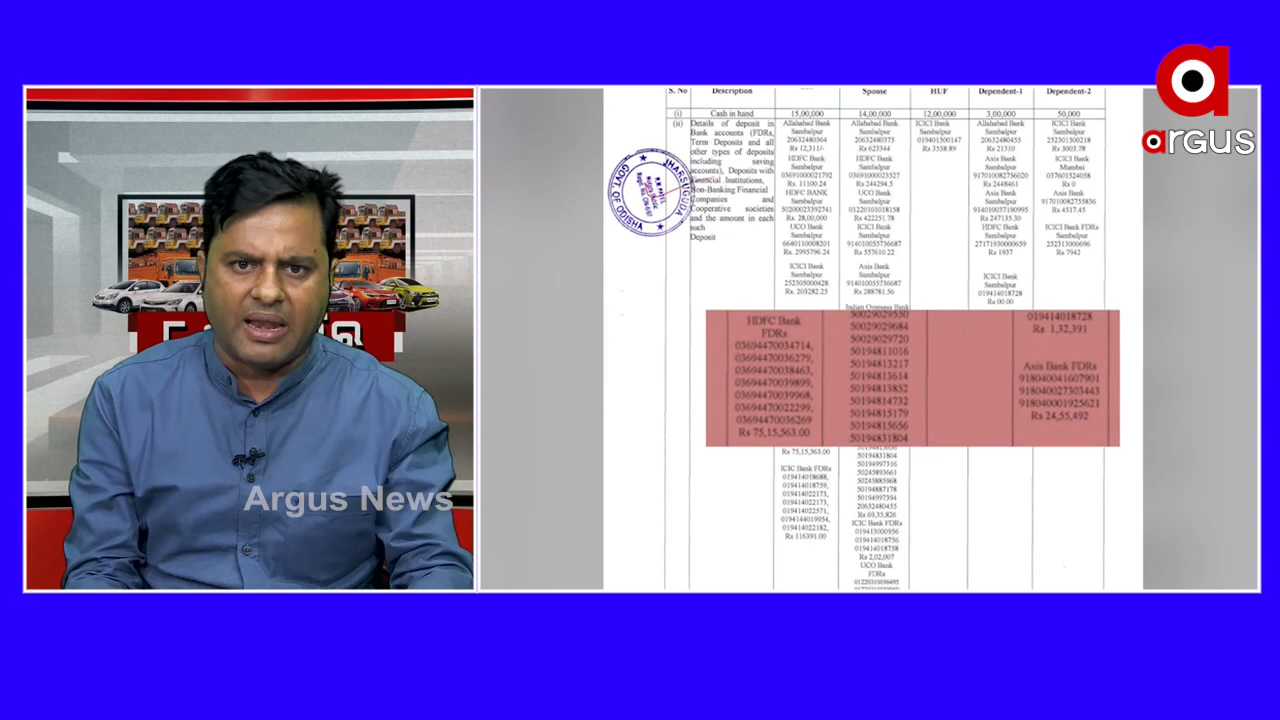 argus
Argus News
S. No
Description
Spouse
HUF
Dependent-1
Dependent-2
(i)
Cash in hand
15,00,000
14,00,000
12,00,000
3,00,000
50,000
(ii)
Details of deposit in
Bank accounts (FDRs,
Term Deposits and all
other types of deposits
including saving
accounts), Deposits with
Financial Institutions,
Non-Banking Financial
Companies and
Cooperative societies
and the amount in each
such
Deposit
Allahabad Bank
Sambalpur
20632480364
Rs 12,311/-
HDFC Bank
Sambalpur
03691000021792
Rs. 11100.24
HDFC BANK
Sambalpur
50200023392741
Rs. 28,00,000
UCO Bank
Sambalpur
6640110008201
Rs. 2995796.24
ICICI Bank
Sambalpur
252305000428
Rs. 203282.25
Allahabad Bank
Sambalpur
20632480375
Rs 623344
HDFC Bank
Sambalpur
03691000023527
Rs 244294.5
UCO Bank
Sambalpur
01220310018158
Rs 422251.78
ICICI
Sambalpur
914010055736687
Rs 557610.22
Axis Bank
Sambalpur
914010055736687
Rs 288781.56
Indian Overseas Bank
ICICI Bank
Sambalpur
019401500147
Rs 3558.89
Allahabad Bank
Sambalpur
20632480455
Rs 21310
Axis Bank
Sambalpur
917010082756020
Rs 2448461
Axis Bank
Sambalpur
914010037190995
Rs 247135.30
HDFC Bank
Sambalpur
27171930000659
Rs 1937
ICICI Bank
Sambalpur
019414018728
Rs 00.00
ICICI Bank
Sambalpur
252301500218
Rs 3003.78
ICICI Bank
Mumbai
037601524058
Rs 0
Axis Bank
917010082755836
Rs 4517.45
ICICI Bank FDRs
Sambalpur
252313000696
Rs 7942
HDFC Bank
FDRs
03694470034714,
03694470036279,
03694470038463,
03694470039899,
03694470039968,
03694470022299,
03694470036269
Rs 75,15,563.00
50029029550
50029029684
50029029720
50194811016
50194813217
50194813614
50194813852
50194814732
50194815179
50194815656
50194831804
019414018728
Rs 1,32,391
Axis Bank FDRs
918040041607901
918040027303443
918040001925621
Rs 24,55,492
Rs 75,15,563.00
ICIC Bank FDRs
019414018688,
019414018759,
019414022173,
019414022173,
019414022571,
0194144019954,
019414022182,
Rs 116391.00
50194831804
50194997316
50245893661
50245885968
50194887178
50194997394
20632480455
Rs 69,35,826
ICIC Bank FDRs
019413000956
019414018756
019414018758
Rs 2,02,007
UCO Bank
FDRs
01220310036495
JHARSUGUDA
GOVT. OF ODISHA